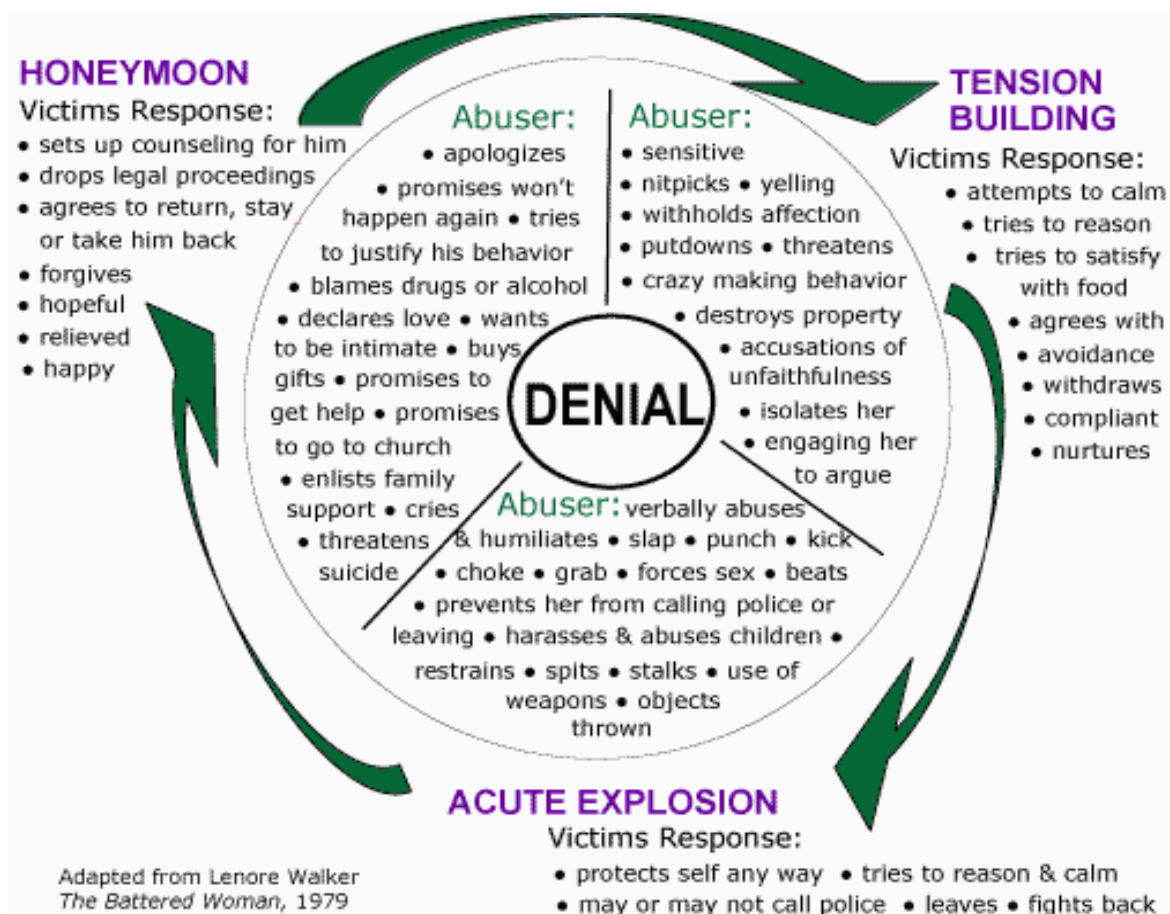 HONEYMOON
Victims Response:
• sets up counseling for him
• drops legal proceedings
• agrees to return, stay
or take him back
• forgives
• hopeful
• relieved
• happy
Abuser:
• apologizes
• promises won't
happen again • tries
to justify his behavior
• blames drugs or alcohol
• declares love • wants
to be intimate • buys
gifts • promises to
get help • promises
to go to church
• enlists family
support • cries
• threatens
suicide
Abuser:
• sensitive
• nitpicks • yelling
• withholds affection
• putdowns • threatens
• crazy making behavior
• destroys property
• accusations of
unfaithfulness
• isolates her
• engaging her
to argue
TENSION
BUILDING
Victims Response:
• attempts to calm
• tries to reason
• tries to satisfy
with food
• agrees with
• avoidance
• withdraws
• compliant
• nurtures
DENIAL
Abuser: verbally abuses
& humiliates • slap • punch • kick
• choke • grab • forces sex • beats
• prevents her from calling police or
leaving • harasses & abuses children •
restrains • spits • stalks • use of
weapons • objects
thrown
ACUTE EXPLOSION
Victims Response:
• protects self any way • tries to reason & calm
• may or may not call police • leaves • fights back
Adapted from Lenore Walker
The Battered Woman, 1979